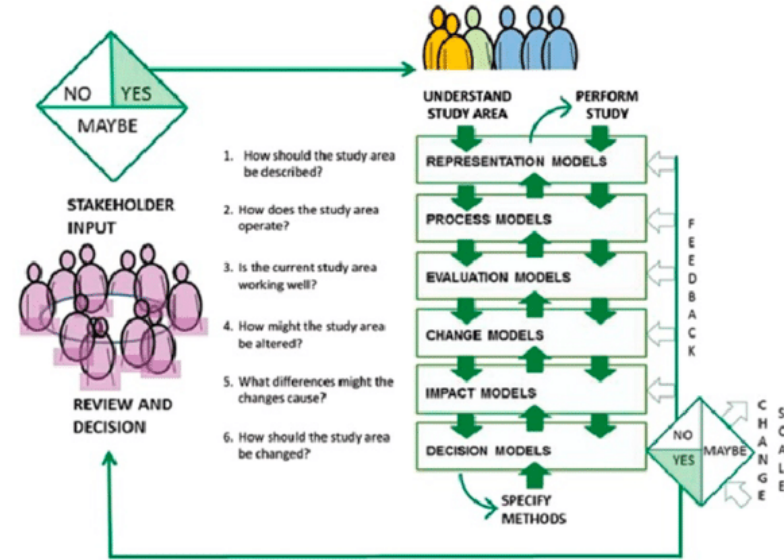 NO
YES
MAYBE
STAKEHOLDER
INPUT
REVIEW AND
DECISION
1. How should the study area
be described?
2. How does the study area
operate?
3. Is the current study area
working well?
4. How might the study area
be altered?
5. What differences might the
changes cause?
6. How should the study area
be changed?
UNDERSTAND
STUDY AREA
PERFORM
STUDY
REPRESENTATION MODELS
PROCESS MODELS
EVALUATION MODELS
CHANGE MODELS
IMPACT MODELS
DECISION MODELS
SPECIFY
METHODS
FEEDBACK
NO
YES
MAYBE
CHANGE
SCALE